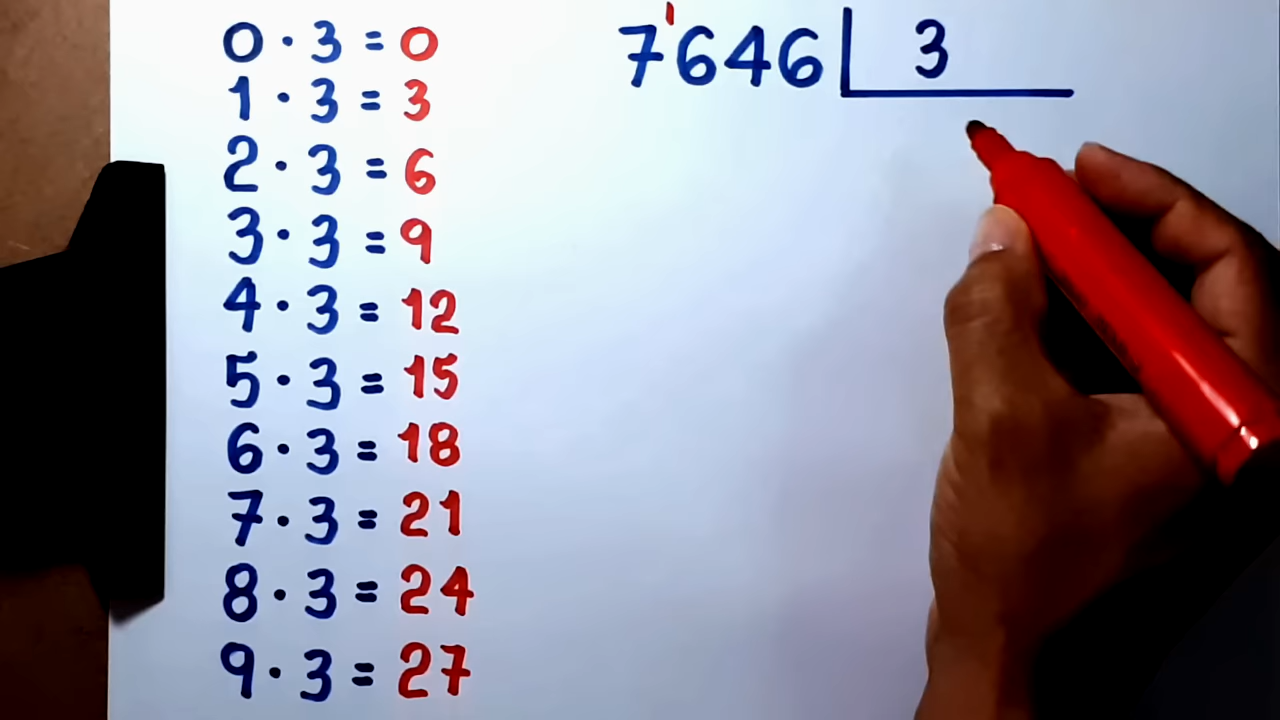 0 · 3 = 0
1 · 3 = 3
2 · 3 = 6
3 · 3 = 9
4 · 3 = 12
5 · 3 = 15
6 · 3 = 18
7 · 3 = 21
8 · 3 = 24
9 · 3 = 27
7'646 3